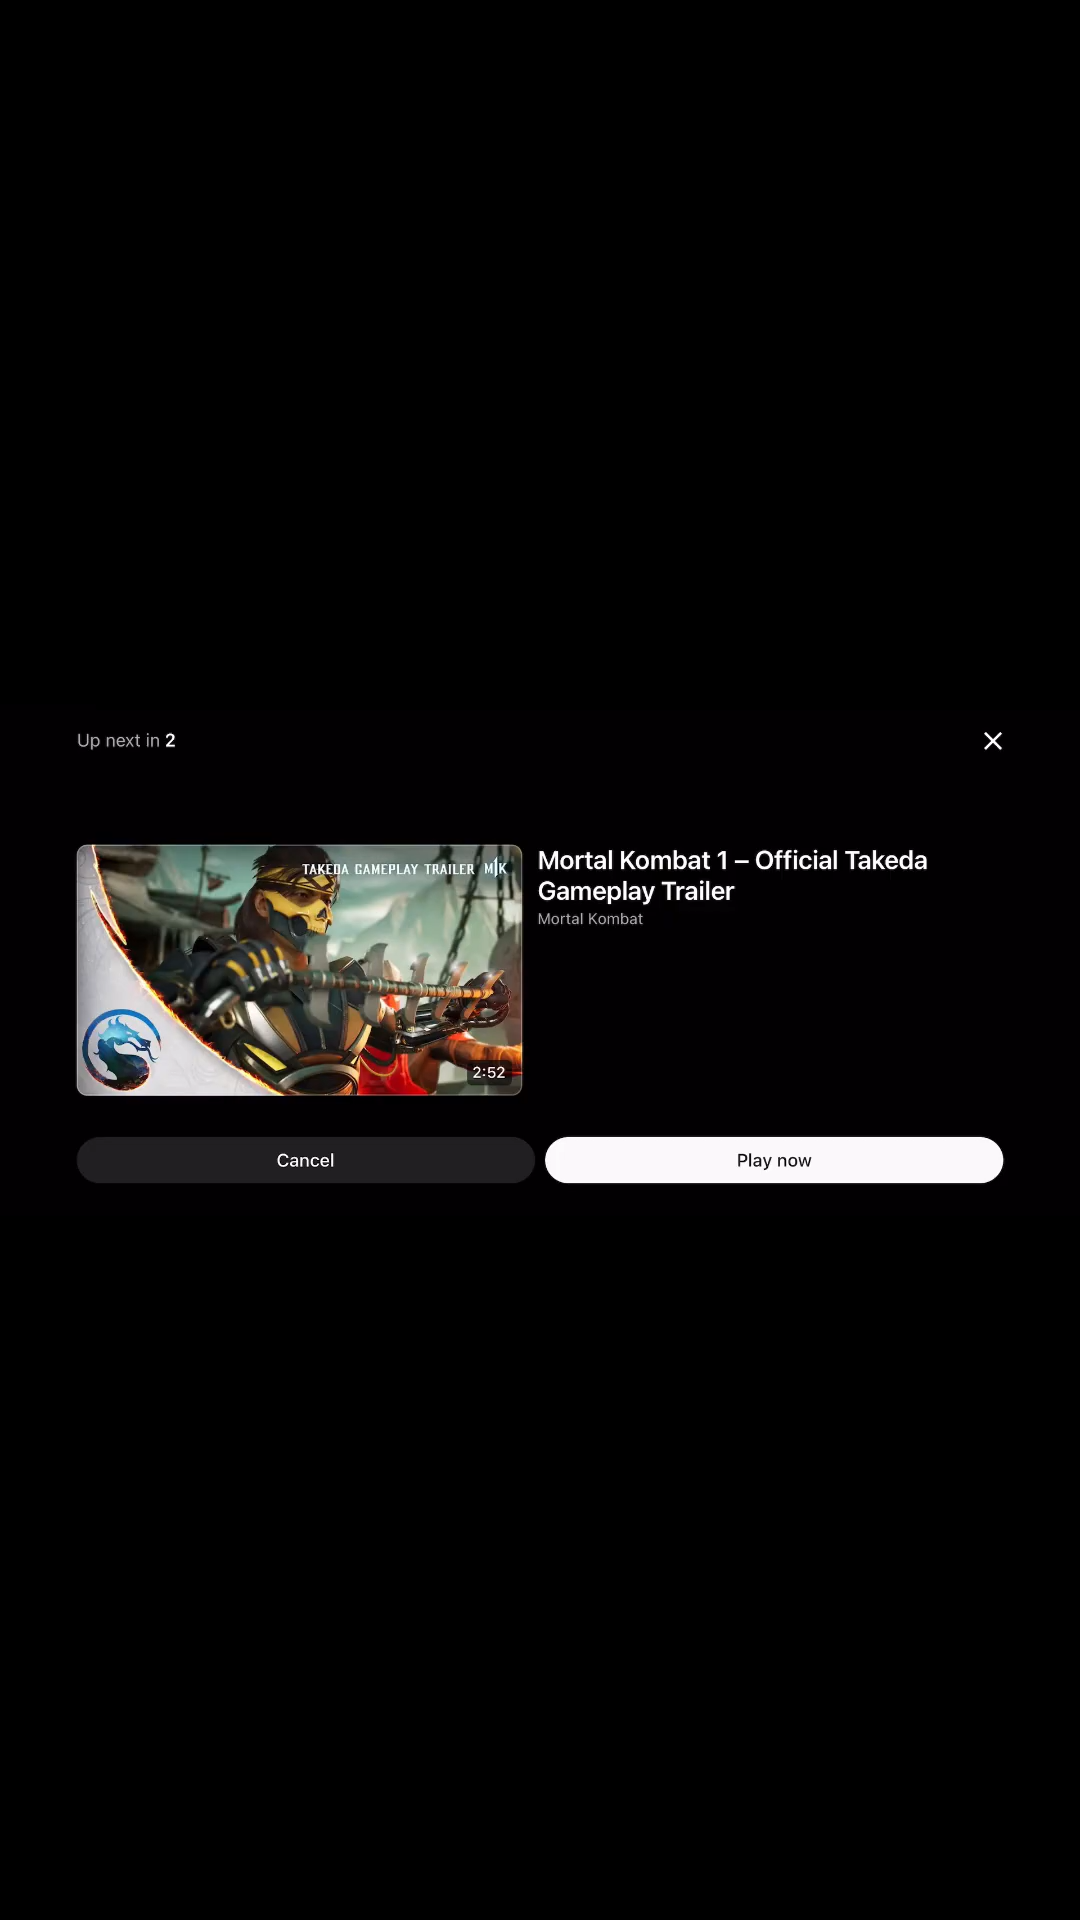 Up next in 2
TAKEDA GAMEPLAY TRAILER MK
2:52
Mortal Kombat 1 – Official Takeda
Gameplay Trailer
Mortal Kombat
Cancel
Play now